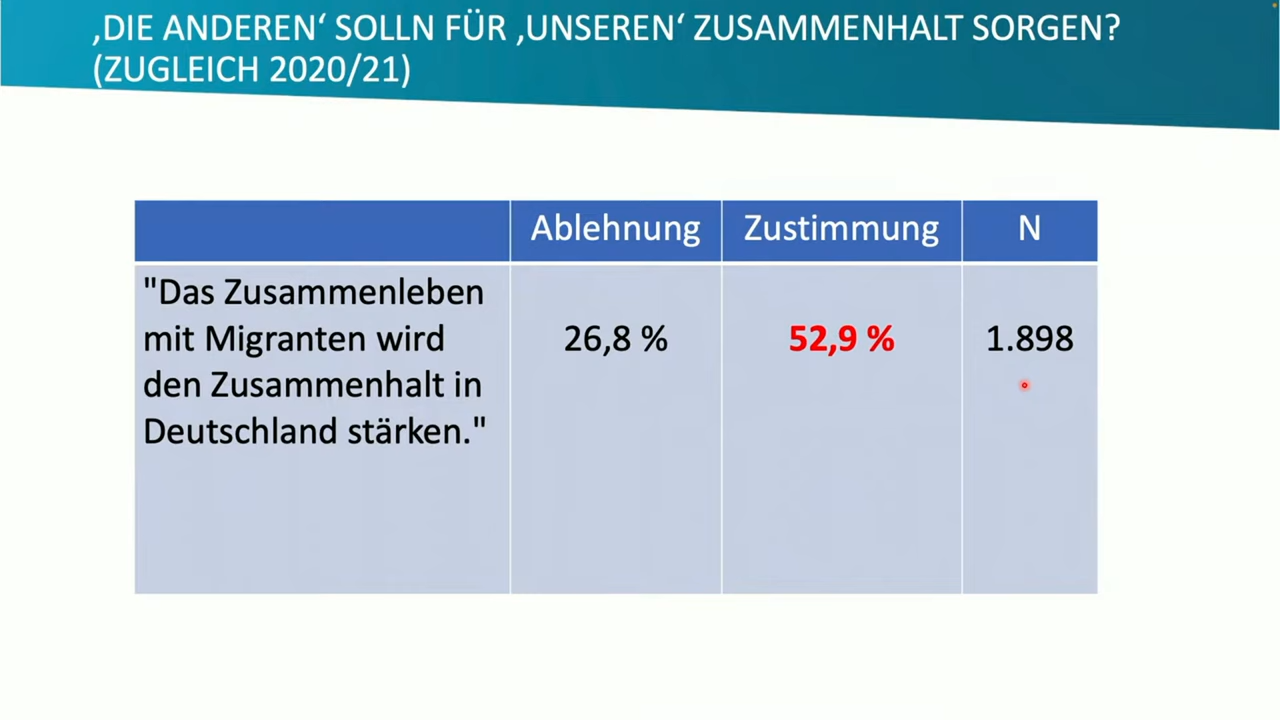 ‚DIE ANDEREN‘ SOLLN FÜR ‚UNSEREN‘ ZUSAMMENHALT SORGEN?
(ZUGLEICH 2020/21)
Ablehnung Zustimmung N
"Das Zusammenleben
mit Migranten wird
den Zusammenhalt in
Deutschland stärken."
26,8 % 52,9 % 1.898